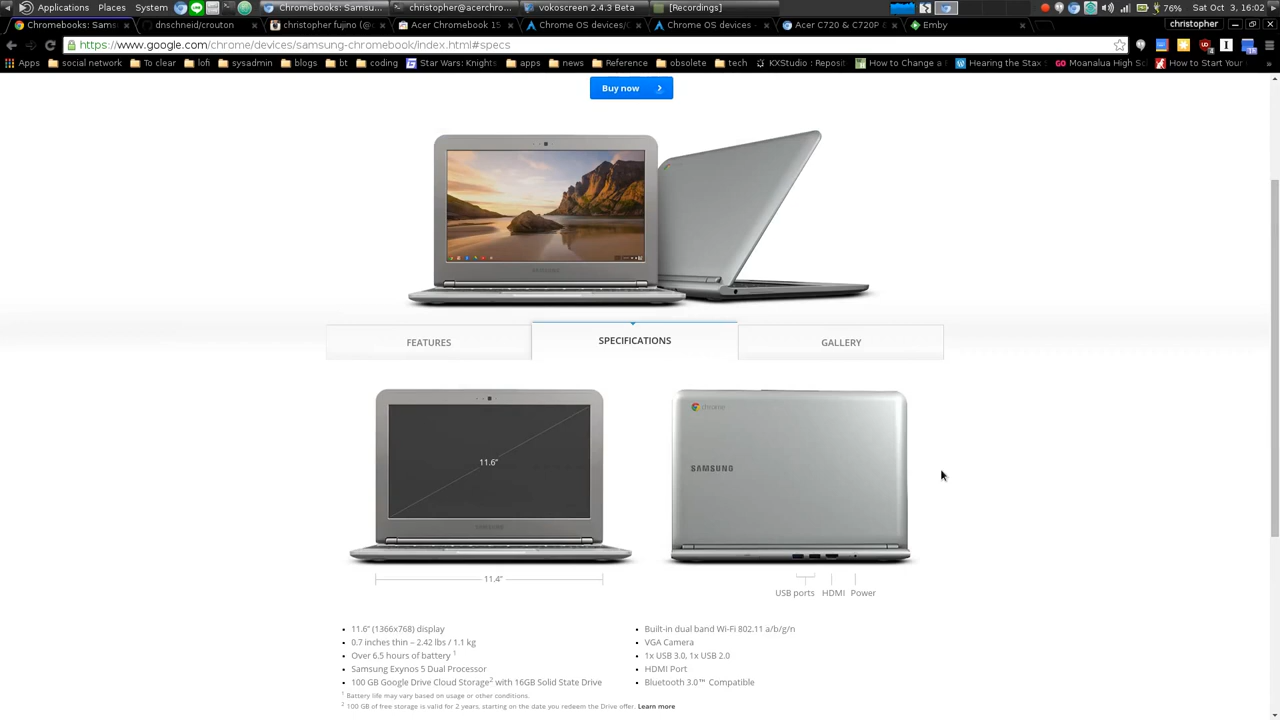 Applications Places System
Chromebooks: Samsu...
christopher@acerchro...
vokoscreen 2.4.3 Beta
[Recordings]
76%
Sat Oct 3, 16:02
Chromebooks: Sams
dnschneid/crouton
christopher fujino (@
Acer Chromebook 15
Chrome OS devices/C
Chrome OS devices -
Acer C720 & C720P
Emby
christopher
https://www.google.com/chrome/devices/samsung-chromebook/index.html#specs
Apps
social network
To clear
lofi
sysadmin
blogs
bt
coding
Star Wars: Knights
apps
news
Reference
obsolete
tech
KXStudio : Reposit
How to Change a
Hearing the Stax
Moanalua High Sc
How to Start Your
Buy now
FEATURES
SPECIFICATIONS
GALLERY
11.6"
chrome
SAMSUNG
11.4"
USB ports HDMI Power
11.6" (1366x768) display
0.7 inches thin – 2.42 lbs / 1.1 kg
Over 6.5 hours of battery 1
Samsung Exynos 5 Dual Processor
100 GB Google Drive Cloud Storage2 with 16GB Solid State Drive
Built-in dual band Wi-Fi 802.11 a/b/g/n
VGA Camera
1x USB 3.0, 1x USB 2.0
HDMI Port
Bluetooth 3.0™ Compatible
1 Battery life may vary based on usage or other conditions.
2 100 GB of free storage is valid for 2 years, starting on the date you redeem the Drive offer. Learn more